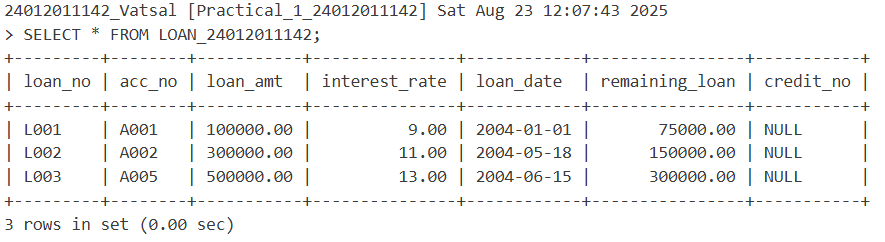 24012011142_Vatsal [Practical_1_24012011142] Sat Aug 23 12:07:43 2025
> SELECT * FROM LOAN_24012011142;
+---------+--------+-----------+---------------+------------+----------------+-----------+
| loan_no | acc_no | loan_amt  | interest_rate | loan_date  | remaining_loan | credit_no |
+---------+--------+-----------+---------------+------------+----------------+-----------+
| L001    | A001   | 100000.00 |          9.00 | 2004-01-01 |       75000.00 | NULL      |
| L002    | A002   | 300000.00 |         11.00 | 2004-05-18 |      150000.00 | NULL      |
| L003    | A005   | 500000.00 |         13.00 | 2004-06-15 |      300000.00 | NULL      |
+---------+--------+-----------+---------------+------------+----------------+-----------+
3 rows in set (0.00 sec)